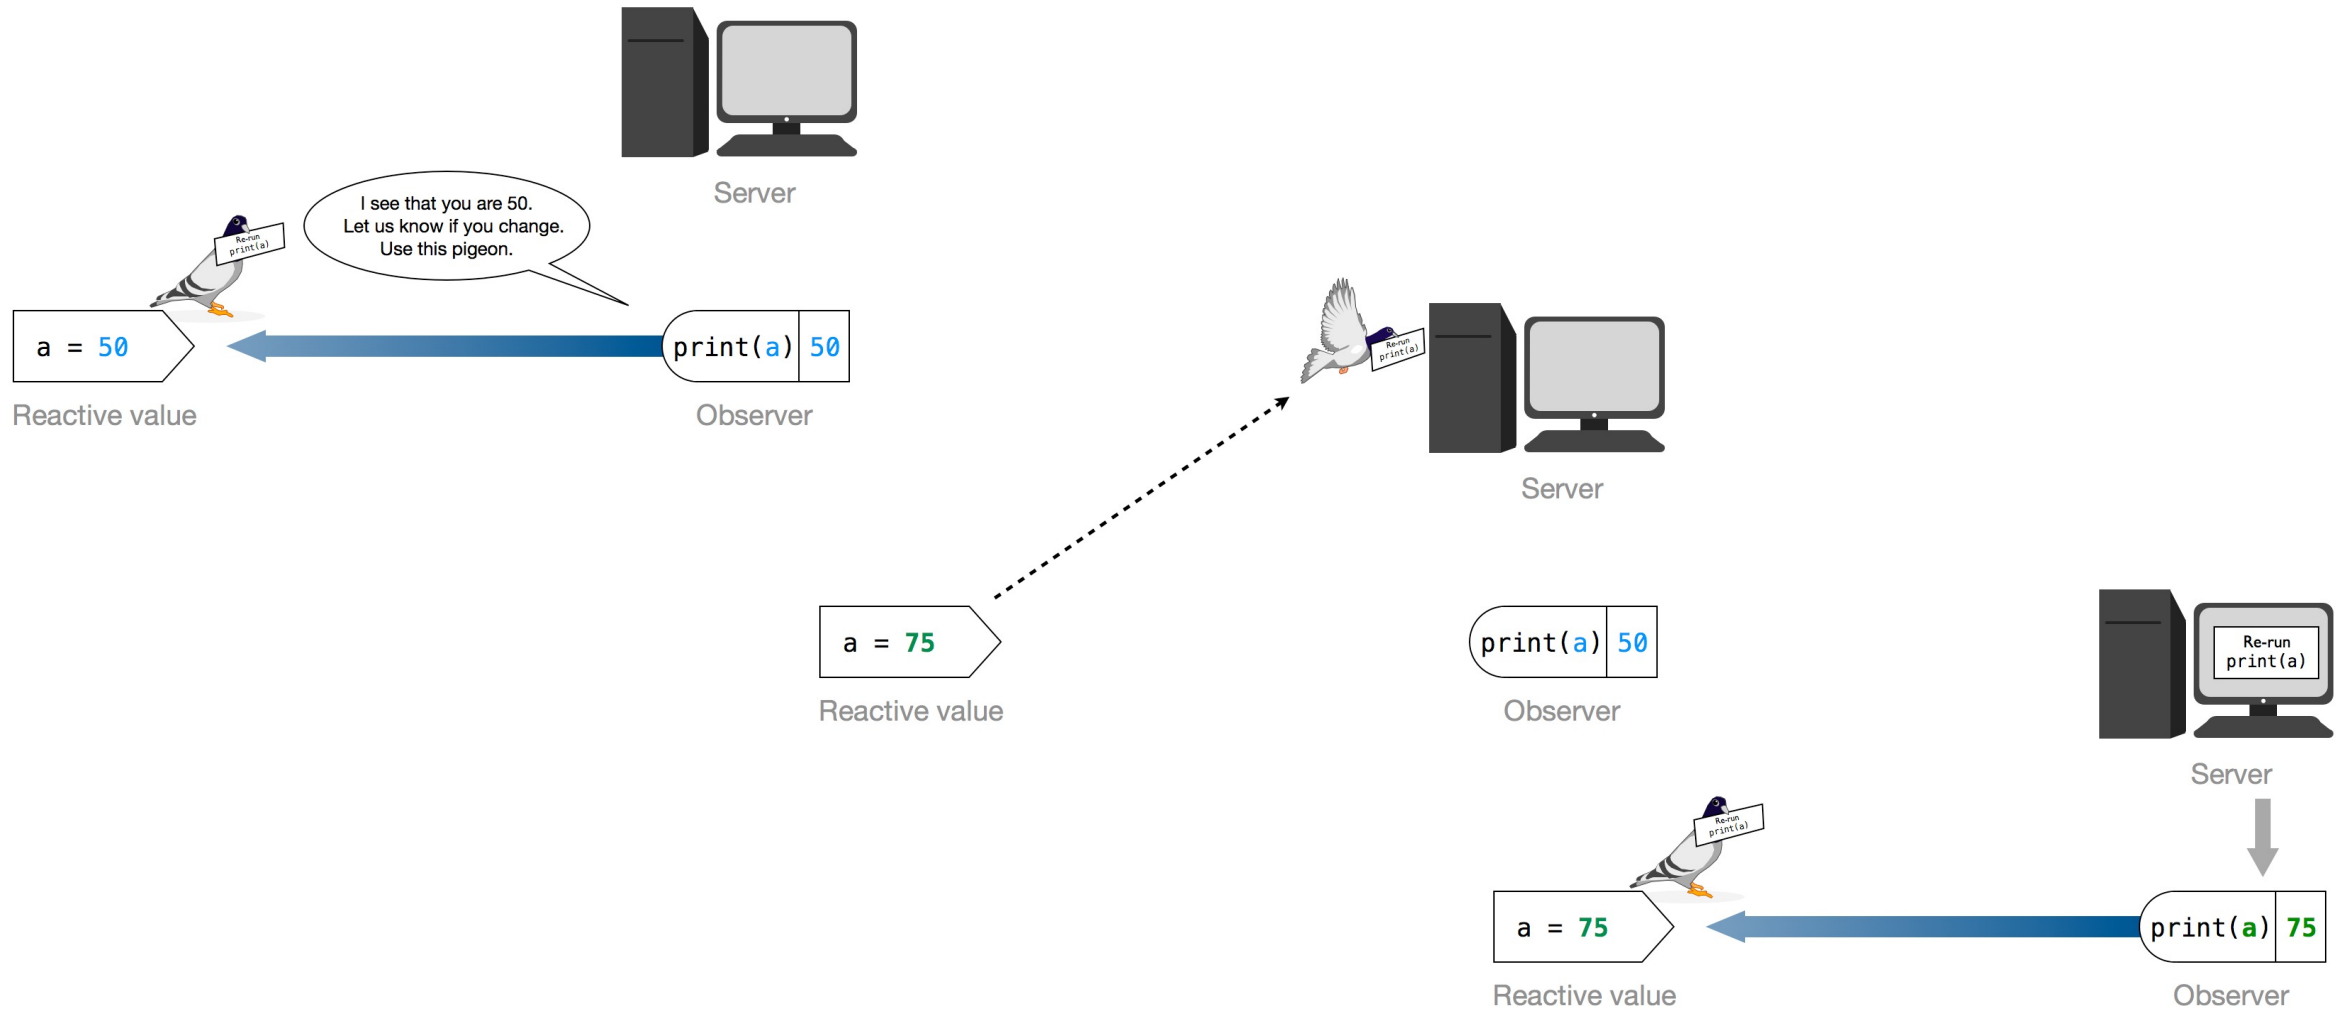 Server
I see that you are 50.
Let us know if you change.
Use this pigeon.
Re-run
print(a)
a = 50
print(a) 50
Reactive value
Observer
Re-run
print(a)
Server
a = 75
print(a) 50
Reactive value
Observer
Re-run
print(a)
Server
Re-run
print(a)
a = 75
print(a) 75
Reactive value
Observer